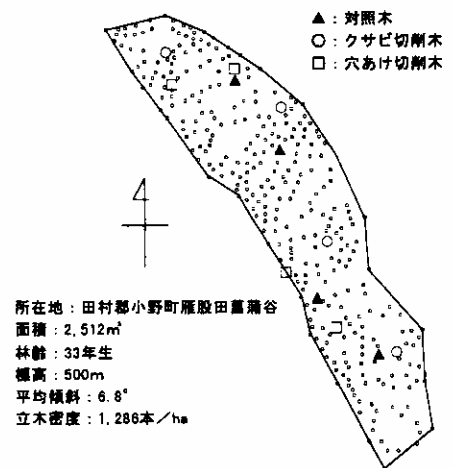 ▲：対照木
○：クサビ切削木
□：穴あけ切削木
所在地：田村郡小野町雁股田菖蒲谷
面積：2,512㎡
林齢：33年生
標高：500m
平均傾斜：6.8°
立木密度：1,286本／ha